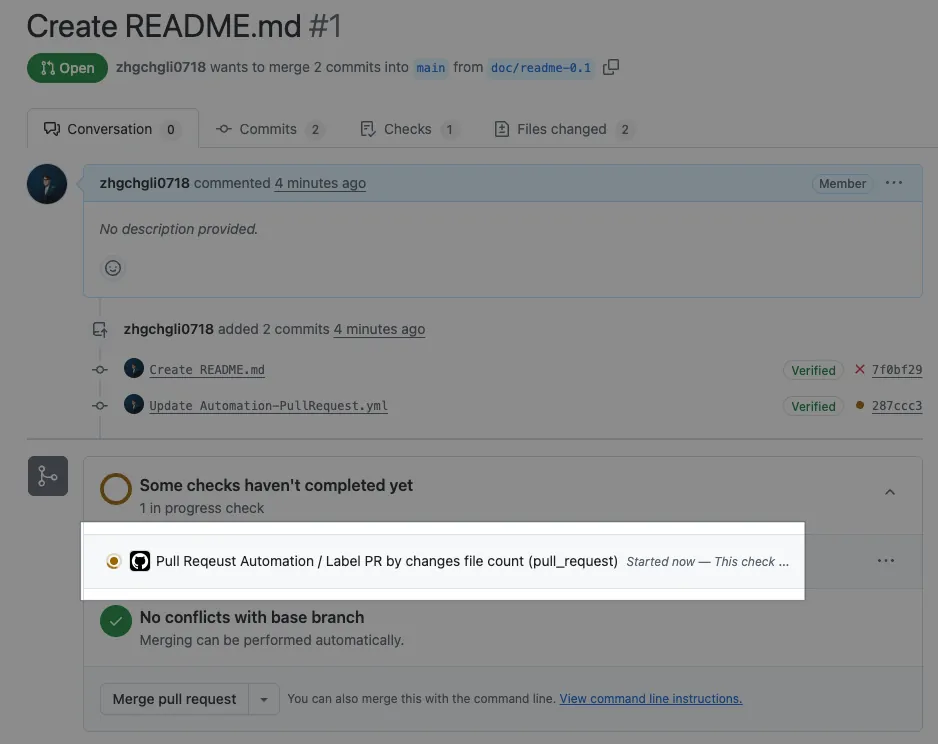 Create README.md #1
Open zhgchgli0718 wants to merge 2 commits into main from doc/readme-0.1
Conversation 0 Commits 2 Checks 1 Files changed 2
zhgchgli0718 commented 4 minutes ago Member ...
No description provided.
zhgchgli0718 added 2 commits 4 minutes ago
Create README.md Verified 7f0bf29
Update Automation-PullRequest.yml Verified 287ccc3
Some checks haven't completed yet
1 in progress check
Pull Reqeust Automation / Label PR by changes file count (pull_request) Started now — This check ... ...
No conflicts with base branch
Merging can be performed automatically.
Merge pull request You can also merge this with the command line. View command line instructions.